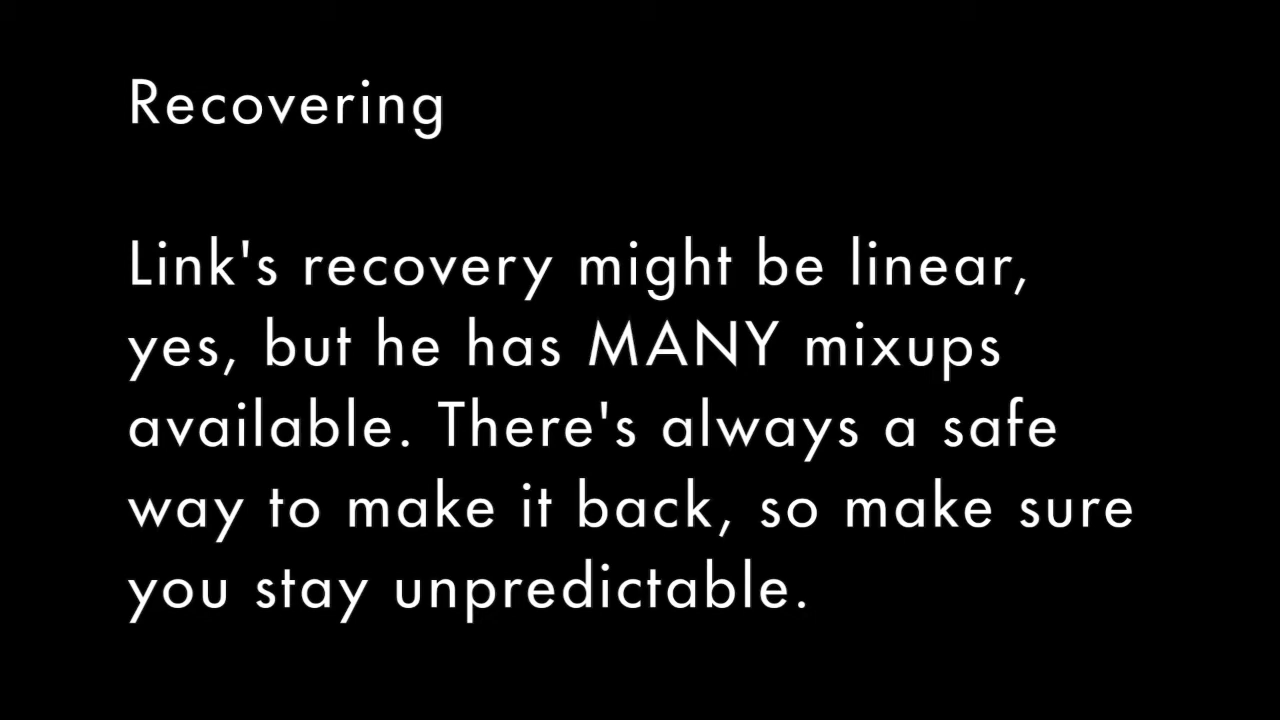 Recovering
Link's recovery might be linear,
yes, but he has MANY mixups
available. There's always a safe
way to make it back, so make sure
you stay unpredictable.